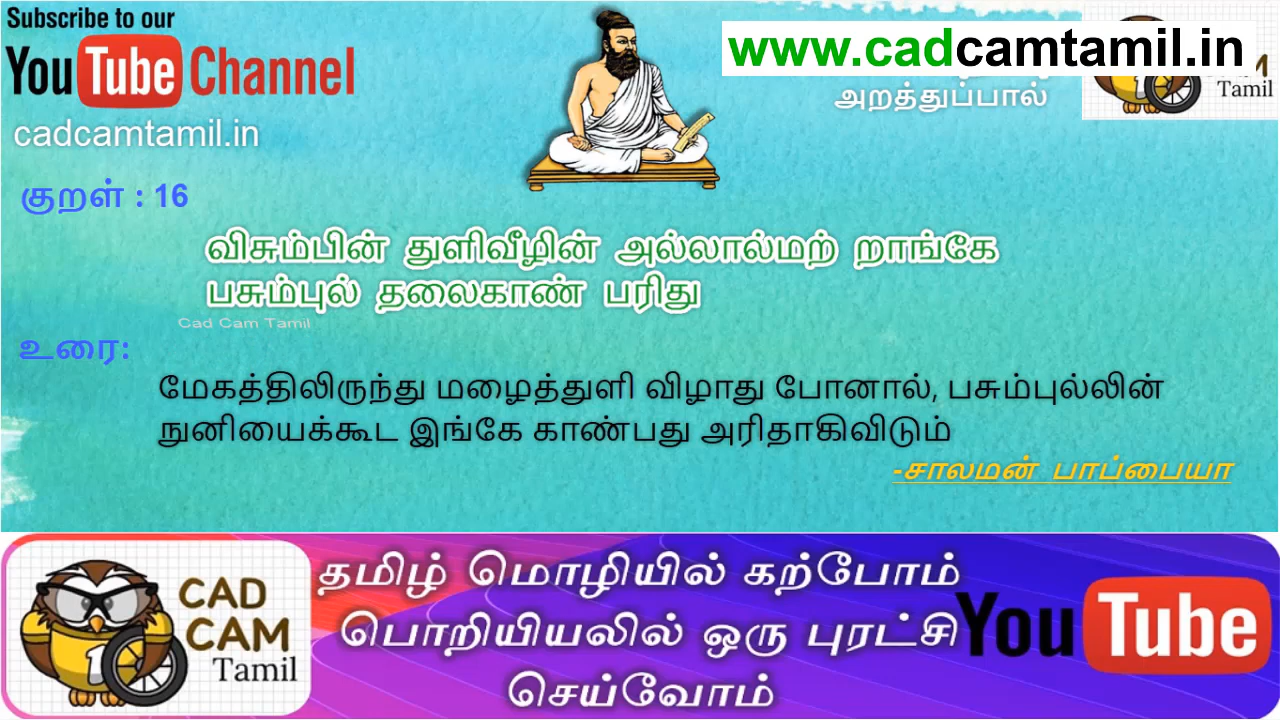 Subscribe to our
YouTube Channel
cadcamtamil.in
www.cadcamtamil.in
அறத்துப்பால்
Tamil
குறள் : 16
விசும்பின் துளிவீழின் அல்லால்மற் றாங்கே
பசும்புல் தலைகாண் பரிது
Cad Cam Tamil
உரை:
மேகத்திலிருந்து மழைத்துளி விழாது போனால், பசும்புல்லின்
நுனியைக்கூட இங்கே காண்பது அரிதாகிவிடும்
-சாலமன் பாப்பையா
CAD
CAM
Tamil
தமிழ் மொழியில் கற்போம்
பொறியியலில் ஒரு புரட்சி
செய்வோம்
YouTube